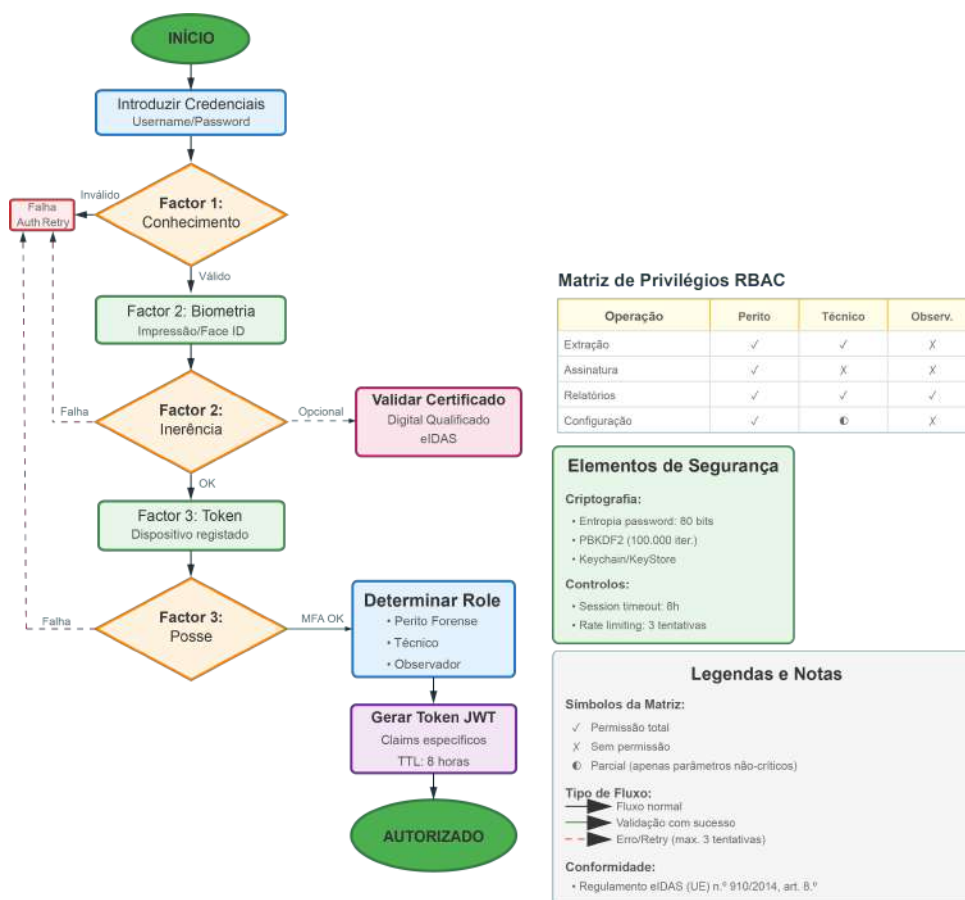 INÍCIO
Introduzir Credenciais
Username/Password
Factor 1:
Conhecimento
Inválido
Falha
Auth Retry
Válido
Factor 2: Biometria
Impressão/Face ID
Factor 2:
Inerência
Falha
Opcional
Validar Certificado
Digital Qualificado
eIDAS
OK
Factor 3: Token
Dispositivo registado
Factor 3:
Posse
Falha
MFA OK
Determinar Role
• Perito Forense
• Técnico
• Observador
Gerar Token JWT
Claims específicos
TTL: 8 horas
AUTORIZADO
Matriz de Privilégios RBAC
Operação Perito Técnico Observ.
Extração ✓ ✓ ✗
Assinatura ✓ ✗ ✗
Relatórios ✓ ✓ ✓
Configuração ✓ ◐ ✗
Elementos de Segurança
Criptografia:
• Entropia password: 80 bits
• PBKDF2 (100.000 iter.)
• Keychain/KeyStore
Controlos:
• Session timeout: 8h
• Rate limiting: 3 tentativas
Legendas e Notas
Símbolos da Matriz:
✓ Permissão total
✗ Sem permissão
◐ Parcial (apenas parâmetros não-críticos)
Tipo de Fluxo:
Fluxo normal
Validação com sucesso
Erro/Retry (max. 3 tentativas)
Conformidade:
• Regulamento eIDAS (UE) n.º 910/2014, art. 8.º